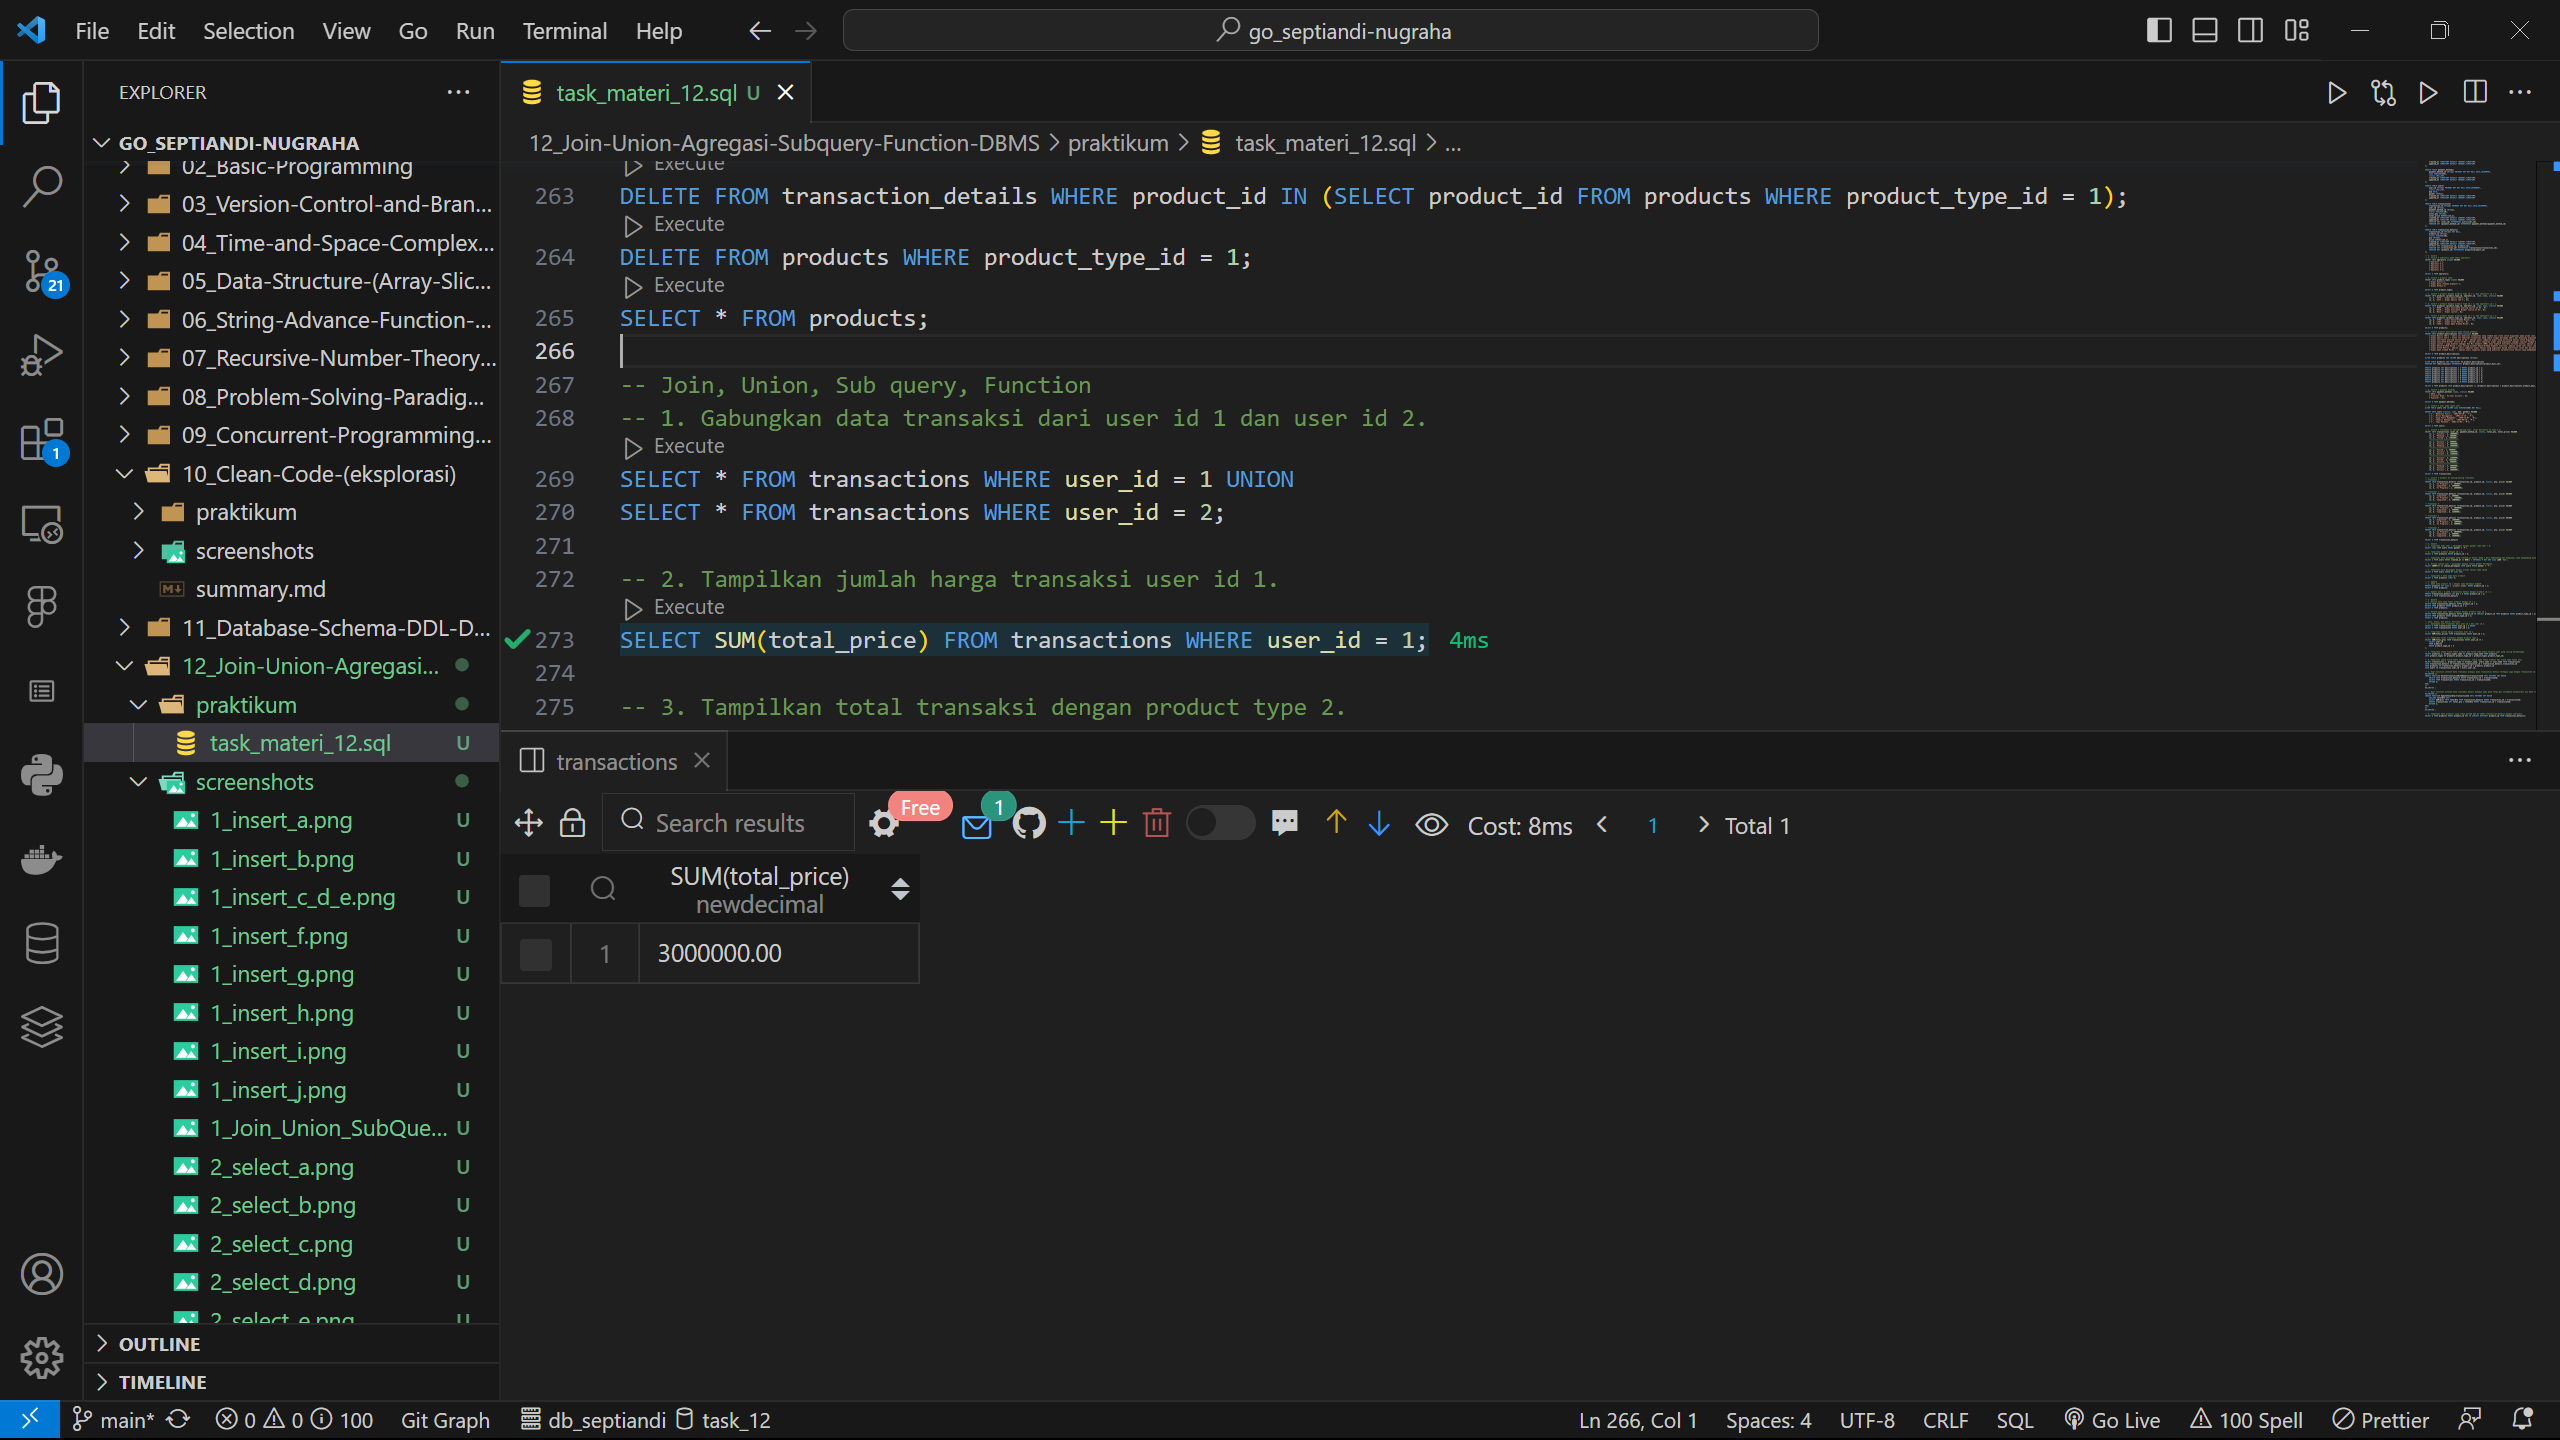 File Edit Selection View Go Run Terminal Help
go_septiandi-nugraha
EXPLORER
GO_SEPTIANDI-NUGRAHA
02_Basic-Programming
03_Version-Control-and-Bran...
04_Time-and-Space-Complex...
05_Data-Structure-(Array-Slic...
06_String-Advance-Function-...
07_Recursive-Number-Theory...
08_Problem-Solving-Paradig...
09_Concurrent-Programming...
10_Clean-Code-(eksplorasi)
praktikum
screenshots
summary.md
11_Database-Schema-DDL-D...
12_Join-Union-Agregasi...
praktikum
task_materi_12.sql U
screenshots
1_insert_a.png U
1_insert_b.png U
1_insert_c_d_e.png U
1_insert_f.png U
1_insert_g.png U
1_insert_h.png U
1_insert_i.png U
1_insert_j.png U
1_Join_Union_SubQue... U
2_select_a.png U
2_select_b.png U
2_select_c.png U
2_select_d.png U
2_select_e.png U
OUTLINE
TIMELINE
21
1
task_materi_12.sql U
12_Join-Union-Agregasi-Subquery-Function-DBMS > praktikum > task_materi_12.sql > ...
Execute
263 DELETE FROM transaction_details WHERE product_id IN (SELECT product_id FROM products WHERE product_type_id = 1);
Execute
264 DELETE FROM products WHERE product_type_id = 1;
Execute
265 SELECT * FROM products;
266
267 -- Join, Union, Sub query, Function
268 -- 1. Gabungkan data transaksi dari user id 1 dan user id 2.
Execute
269 SELECT * FROM transactions WHERE user_id = 1 UNION
270 SELECT * FROM transactions WHERE user_id = 2;
271
272 -- 2. Tampilkan jumlah harga transaksi user id 1.
Execute
273 SELECT SUM(total_price) FROM transactions WHERE user_id = 1; 4ms
274
275 -- 3. Tampilkan total transaksi dengan product type 2.
transactions
Search results Free 1 Cost: 8ms 1 Total 1
SUM(total_price)
newdecimal
1 3000000.00
main* 0 0 100 Git Graph db_septiandi task_12 Ln 266, Col 1 Spaces: 4 UTF-8 CRLF SQL Go Live 100 Spell Prettier